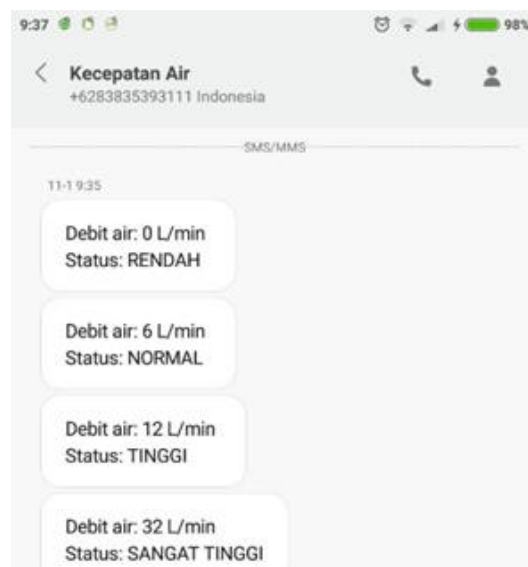 9:37
98%
Kecepatan Air
+6283835393111 Indonesia
SMS/MMS
11-1 9:35
Debit air: 0 L/min
Status: RENDAH
Debit air: 6 L/min
Status: NORMAL
Debit air: 12 L/min
Status: TINGGI
Debit air: 32 L/min
Status: SANGAT TINGGI